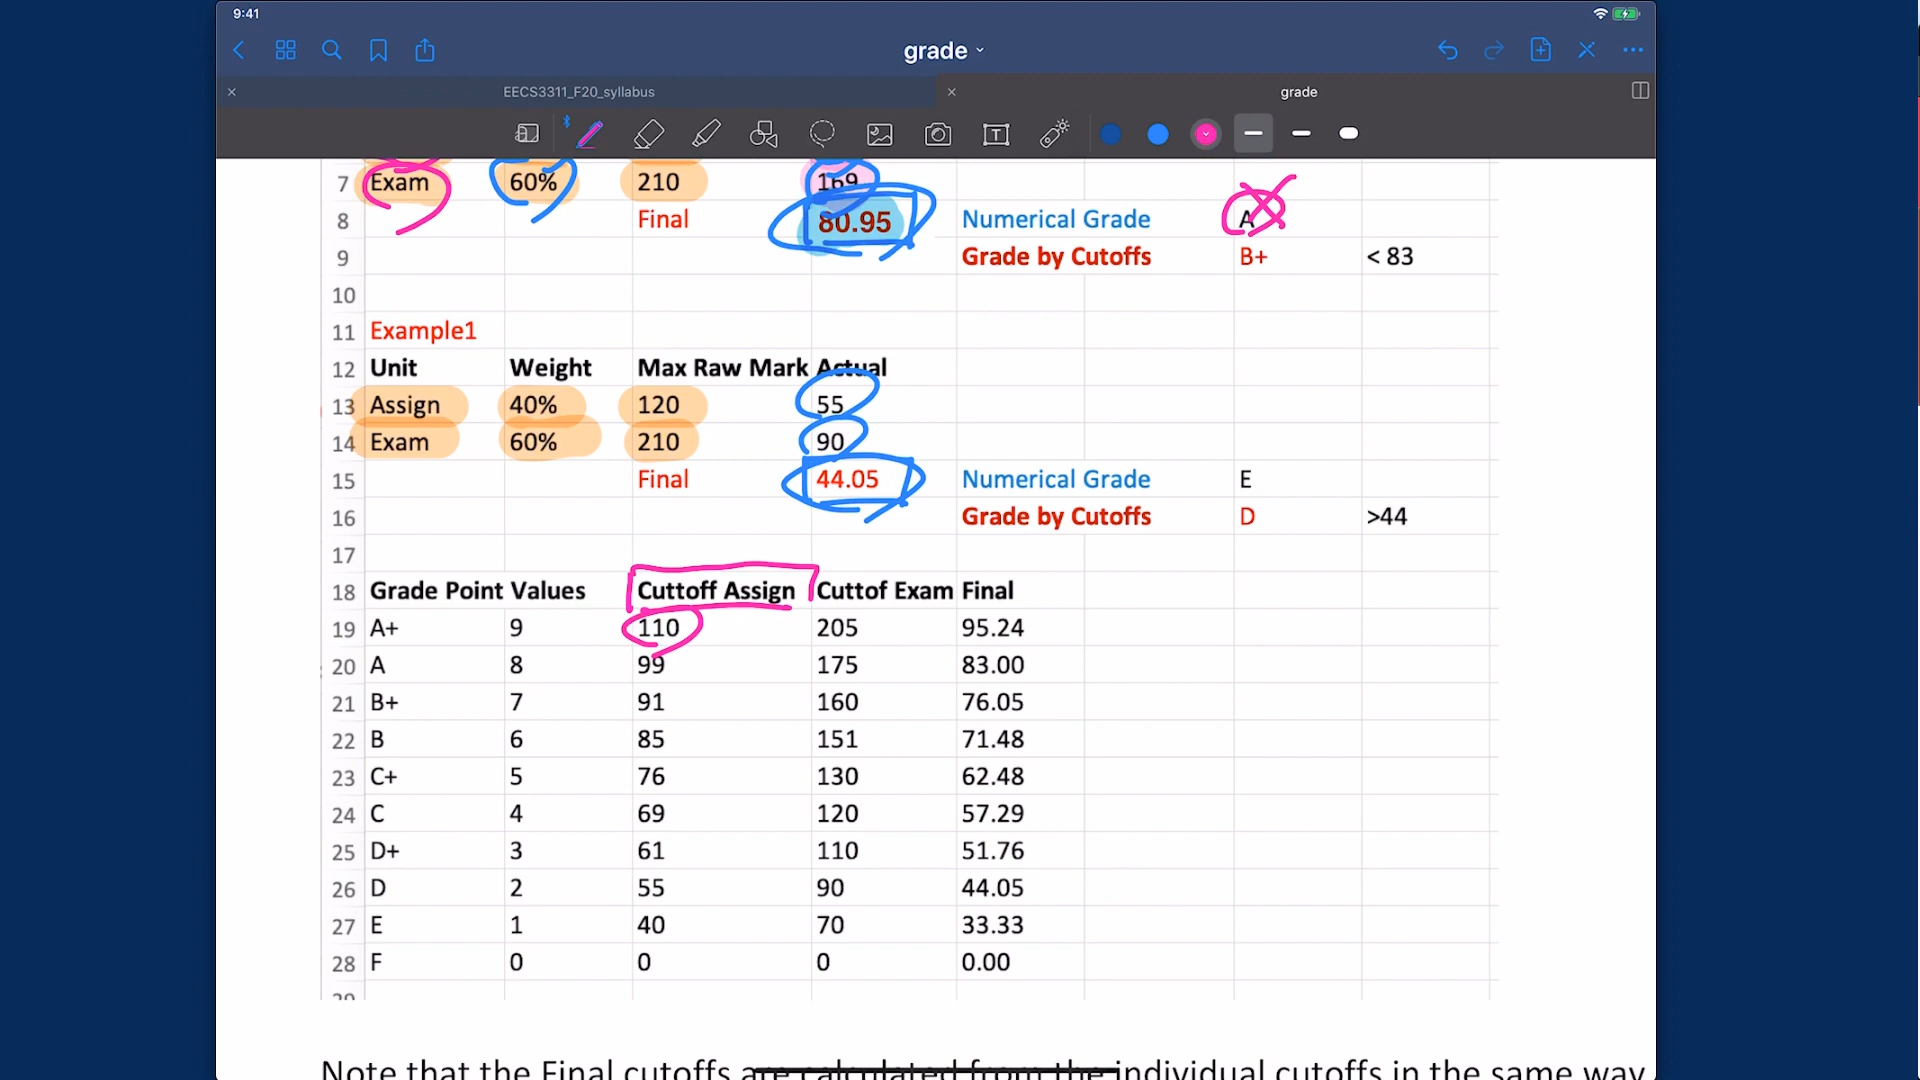 9:41
grade
EECS3311_F20_syllabus
grade
7 Exam 60% 210 169
8 Final 80.95 Numerical Grade A
9 Grade by Cutoffs B+ < 83
10
11 Example1
12 Unit Weight Max Raw Mark Actual
13 Assign 40% 120 55
14 Exam 60% 210 90
15 Final 44.05 Numerical Grade E
16 Grade by Cutoffs D >44
17
18 Grade Point Values Cuttoff Assign Cuttof Exam Final
19 A+ 9 110 205 95.24
20 A 8 99 175 83.00
21 B+ 7 91 160 76.05
22 B 6 85 151 71.48
23 C+ 5 76 130 62.48
24 C 4 69 120 57.29
25 D+ 3 61 110 51.76
26 D 2 55 90 44.05
27 E 1 40 70 33.33
28 F 0 0 0 0.00
Note that the Final cutoffs are calculated from the individual cutoffs in the same way